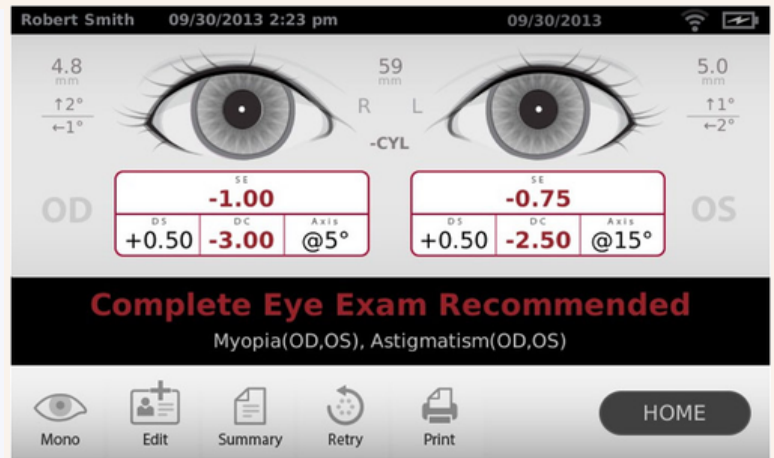 Robert Smith 09/30/2013 2:23 pm 09/30/2013
4.8 mm 59 mm 5.0 mm
↑2° R L ↑1°
←1° ←2°
-CYL
OD SE SE OS
-1.00 -0.75
DS DC Axis DS DC Axis
+0.50 -3.00 @5° +0.50 -2.50 @15°
Complete Eye Exam Recommended
Myopia(OD,OS), Astigmatism(OD,OS)
Mono Edit Summary Retry Print HOME